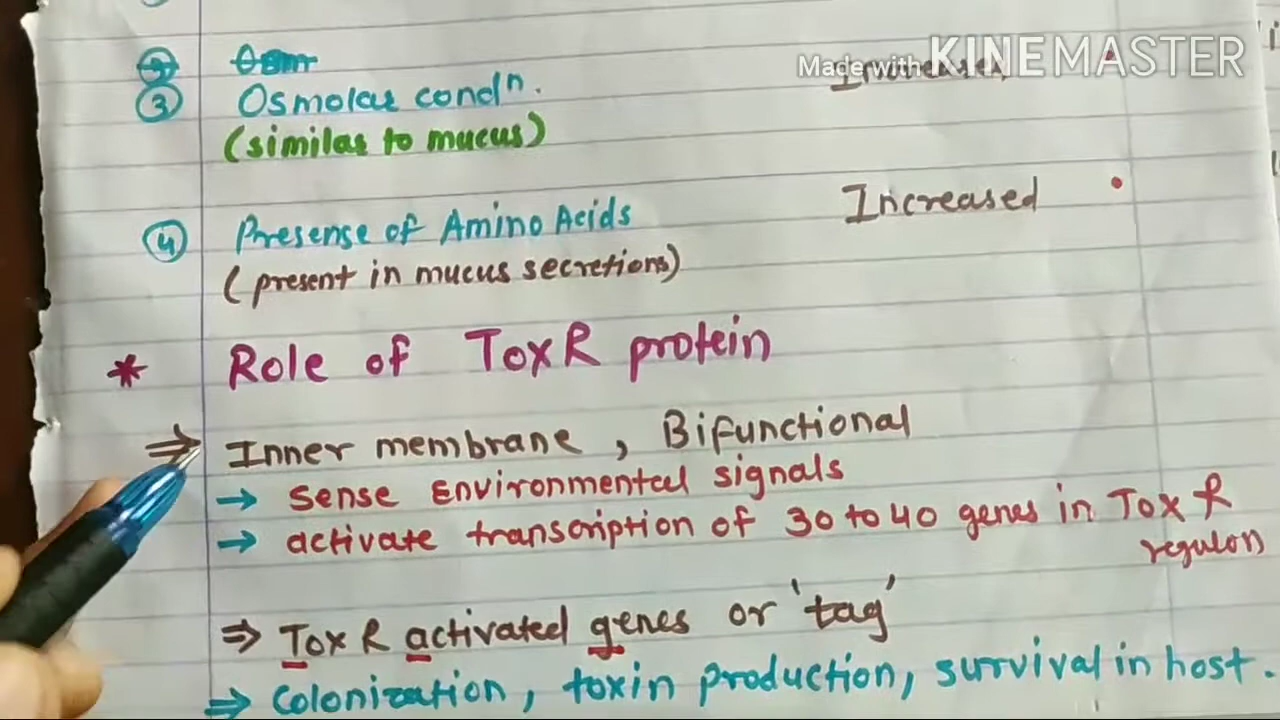 Made with KINEMASTER
③ Osmolar condⁿ.
(similar to mucus)
④ Presense of Amino Acids Increased
(present in mucus secretions)
* Role of ToxR protein
⇒ Inner membrane, Bifunctional
→ sense Environmental signals
→ activate transcription of 30 to 40 genes in Tox R
regulon
⇒ Tox R activated genes or 'tag'
⇒ Colonization, toxin production, survival in host.